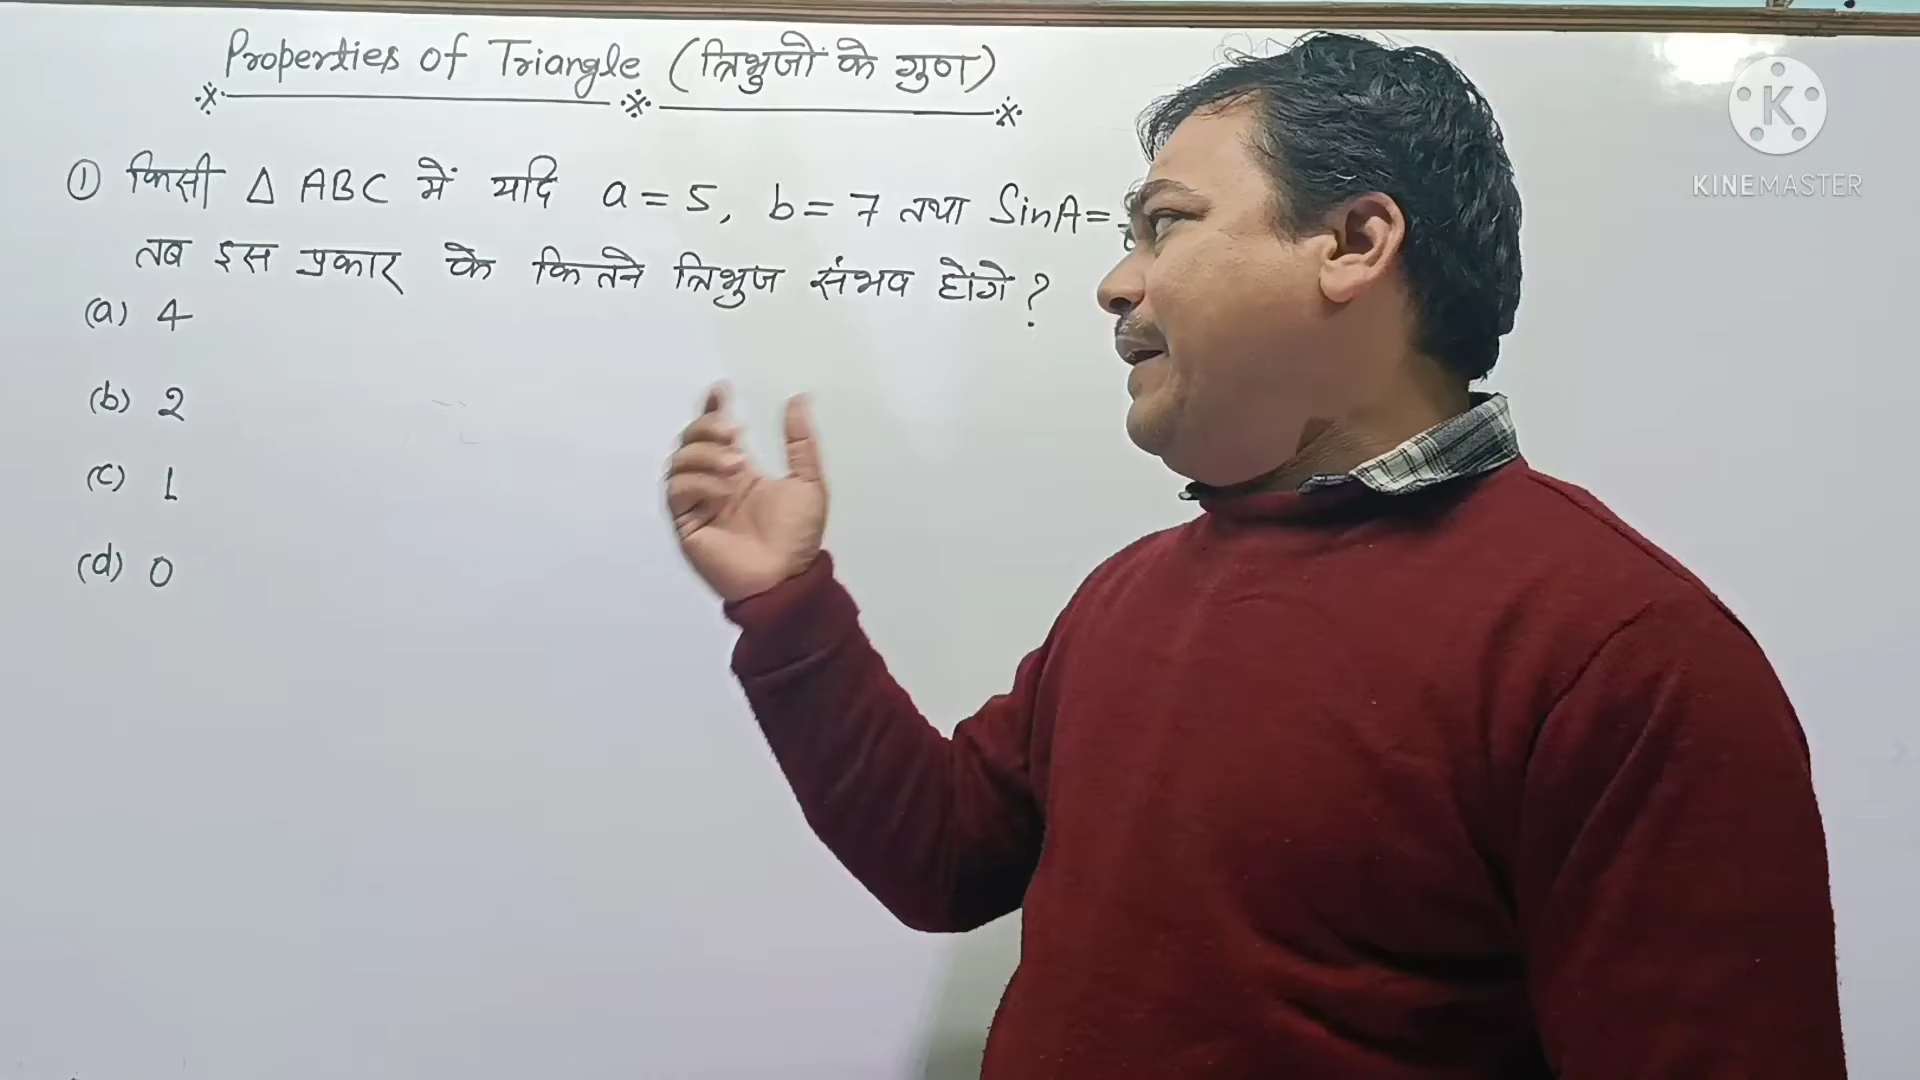 Properties of Triangle (त्रिभुजों के गुण)
① किसी Δ ABC में यदि a = 5, b = 7 तथा SinA =
तब इस प्रकार के कितने त्रिभुज संभव होंगे ?
(a) 4
(b) 2
(c) 1
(d) 0
K
KINEMASTER